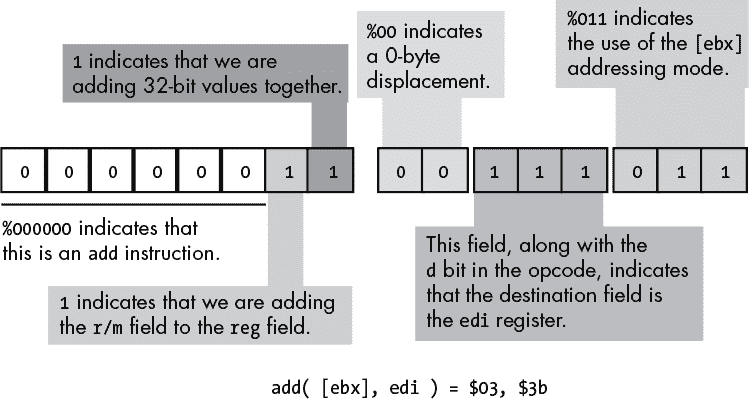 1 indicates that we are
adding 32-bit values together.
%00 indicates
a 0-byte
displacement.
%011 indicates
the use of the [ebx]
addressing mode.
0 0 0 0 0 0 1 1 0 0 1 1 1 0 1 1
%000000 indicates that
this is an add instruction.
1 indicates that we are adding
the r/m field to the reg field.
This field, along with the
d bit in the opcode, indicates
that the destination field is
the edi register.
add( [ebx], edi ) = $03, $3b